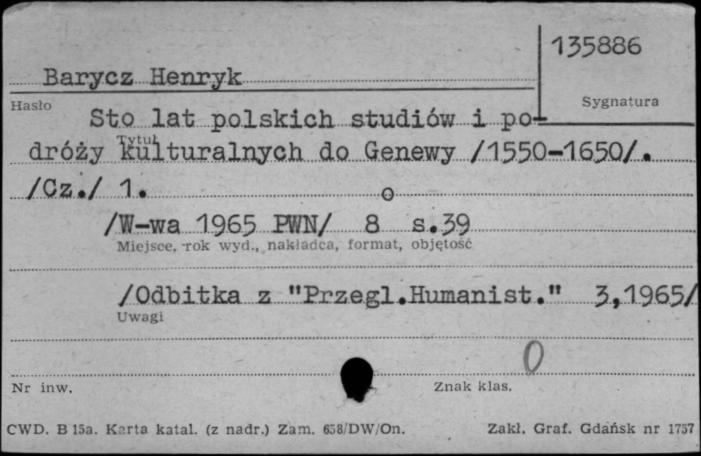 135886
Barycz Henryk
Hasło
Sygnatura
Sto lat polskich studiów i po-
Tytuł
dróży kulturalnych do Genewy /1550-1650/.
/Cz./ 1.
o
/W-wa 1965 PWN/ 8 s.39
Miejsce, rok wyd., nakładca, format, objętość
/Odbitka z "Przegl.Humanist." 3,1965/
Uwagi
0
Nr inw.
Znak klas.
CWD. B 15a. Karta katal. (z nadr.) Zam. 658/DW/On.
Zakł. Graf. Gdańsk nr 1757